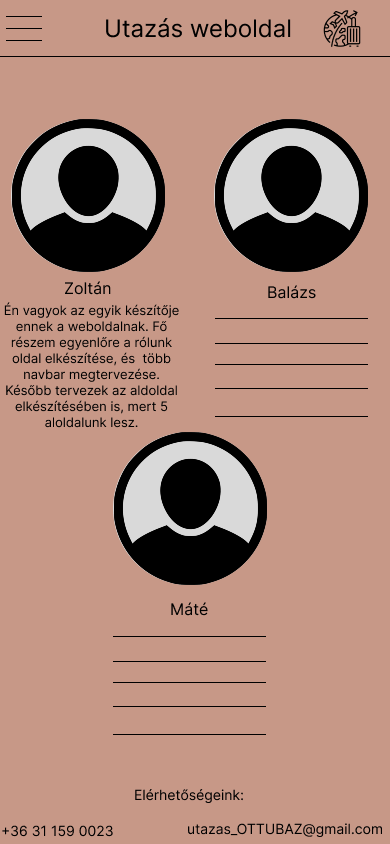 Utazás weboldal
Zoltán
Én vagyok az egyik készítője
ennek a weboldalnak. Fő
részem egyenlőre a rólunk
oldal elkészítése, és  több
navbar megtervezése.
Később tervezek az aldoldal
elkészítésében is, mert 5
aloldalunk lesz.
Balázs
Máté
Elérhetőségeink:
+36 31 159 0023
utazas_OTTUBAZ@gmail.com